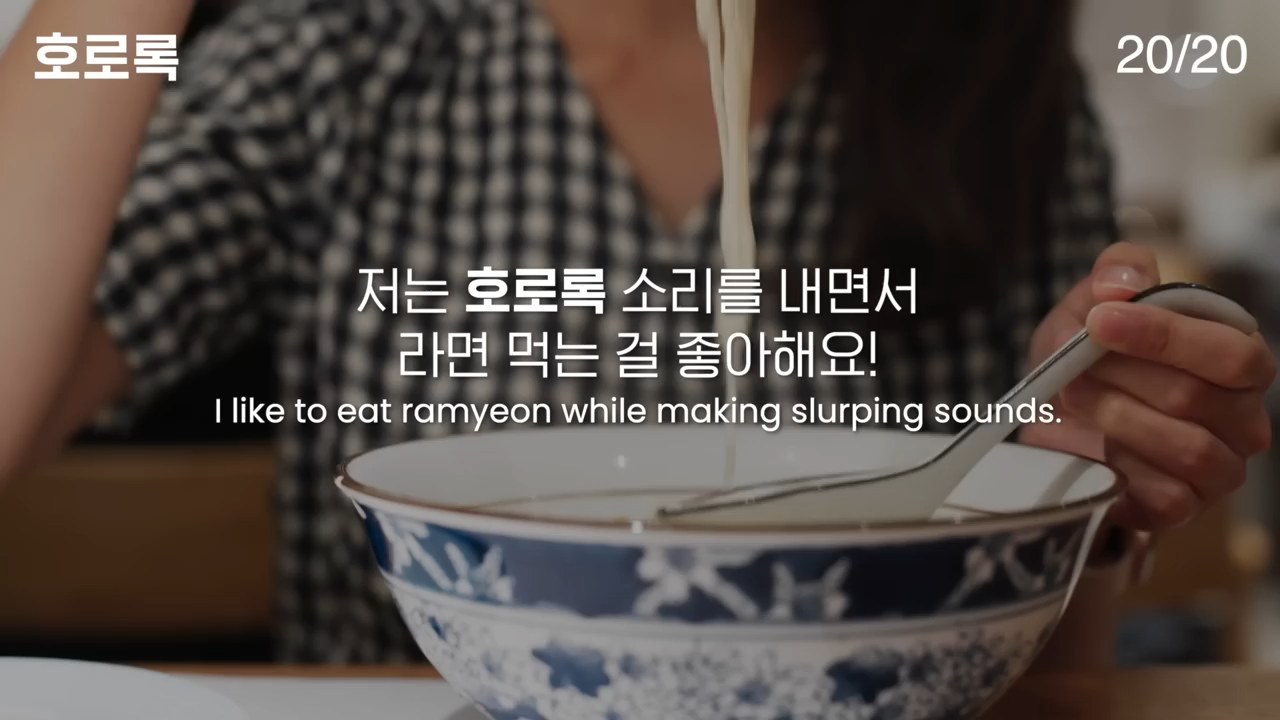 호로록
20/20
저는 호로록 소리를 내면서
라면 먹는 걸 좋아해요!
I like to eat ramyeon while making slurping sounds.